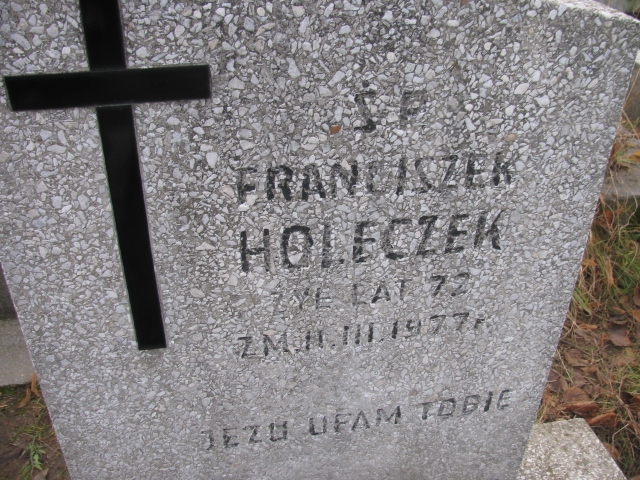 Ś P
FRANCISZEK
HOLECZEK
ŻYŁ LAT 72
ZM. 11. III. 1977 r.
JEZU UFAM TOBIE